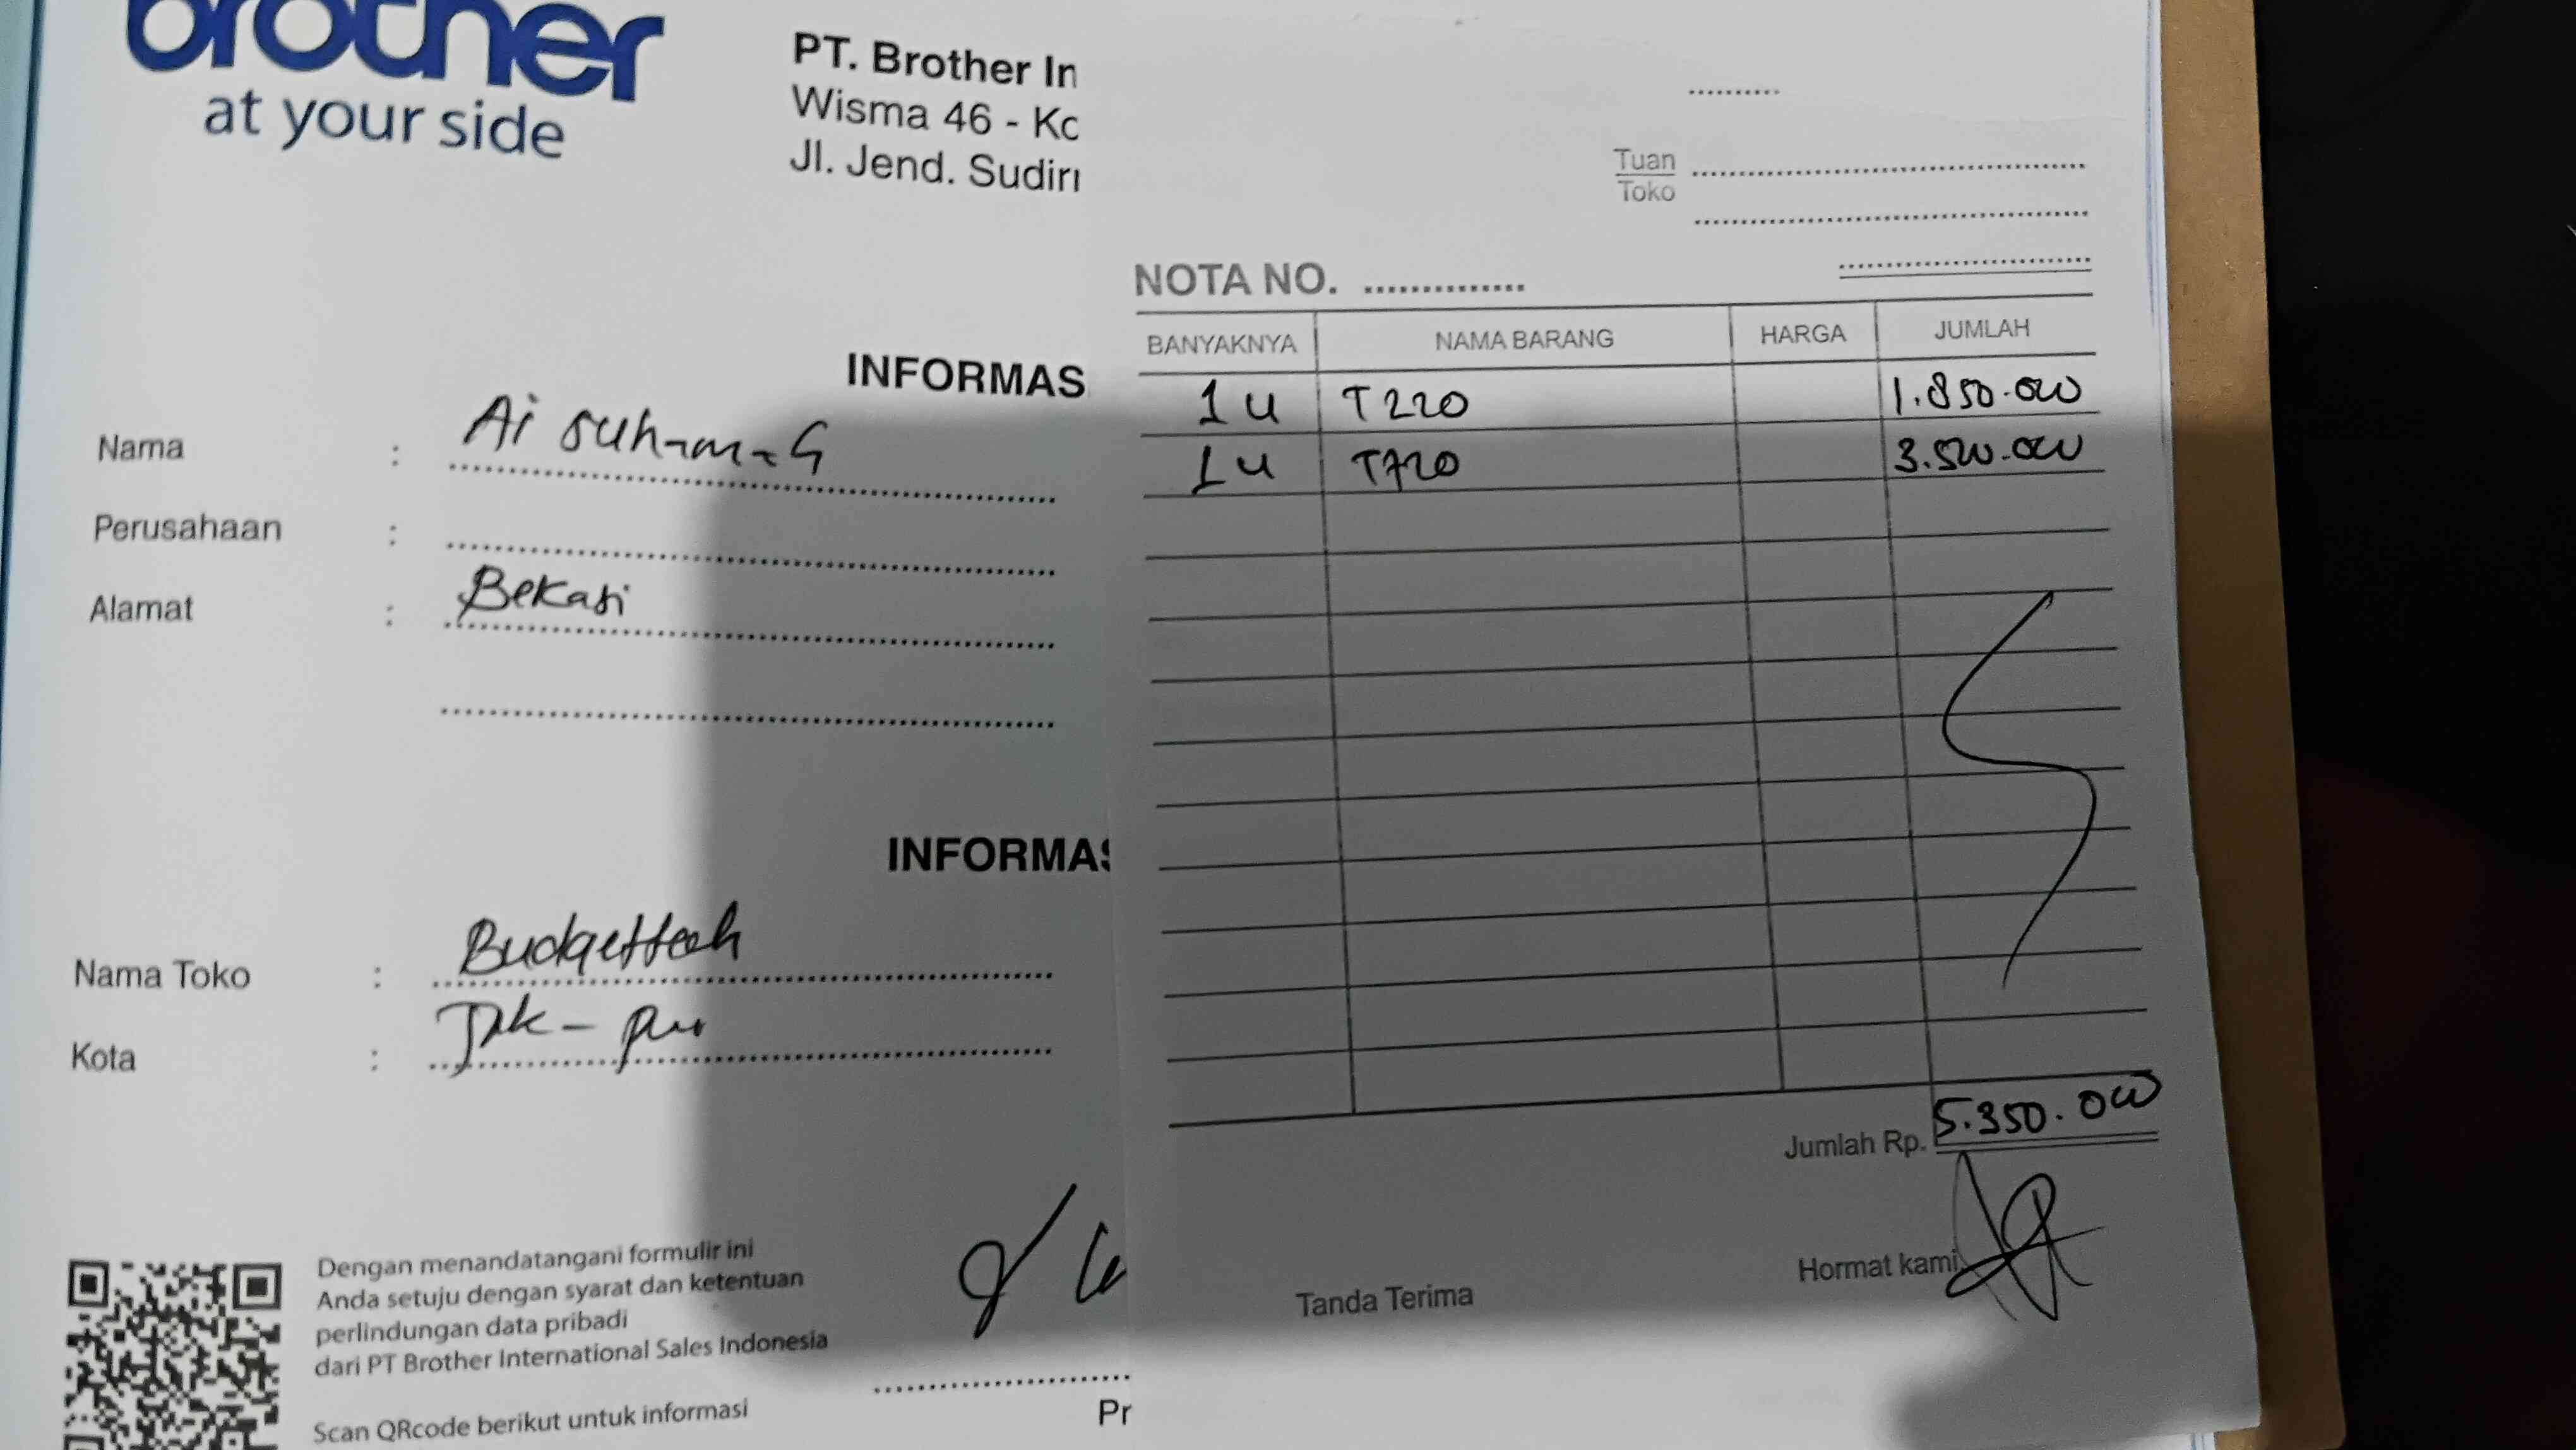 brother
at your side
PT. Brother In
Wisma 46 - Ko
Jl. Jend. Sudir
INFORMAS
Nama :
Perusahaan :
Alamat : Bekasi
INFORMAS
Nama Toko : Budgettech
Kota :
Dengan menandatangani formulir ini
Anda setuju dengan syarat dan ketentuan
perlindungan data pribadi
dari PT Brother International Sales Indonesia
Scan QRcode berikut untuk informasi
Pr
Tuan
Toko
NOTA NO.
BANYAKNYA NAMA BARANG HARGA JUMLAH
1 u T220 1.850.000
1 u T720 3.500.000
Jumlah Rp. 5.350.000
Tanda Terima Hormat kami